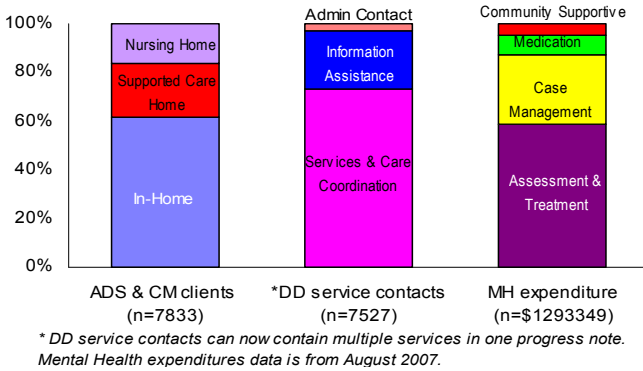 Admin Contact
Community Supportive
100%
80%
60%
40%
20%
0%
Nursing Home
Supported Care
Home
In-Home
Information
Assistance
Services & Care
Coordination
Medication
Case
Management
Assessment &
Treatment
ADS & CM clients
(n=7833)
*DD service contacts
(n=7527)
MH expenditure
(n=$1293349)
* DD service contacts can now contain multiple services in one progress note.
Mental Health expenditures data is from August 2007.